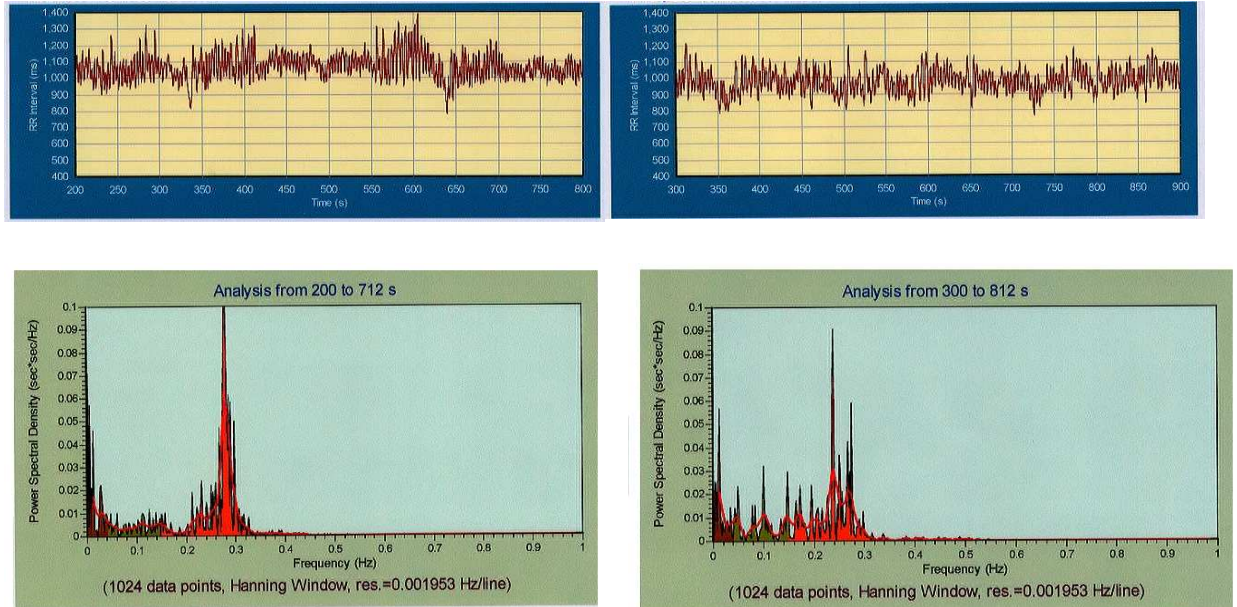 1,400
1,300
1,200
1,100
1,000
900
800
700
600
500
400
RR Interval (ms)
200 250 300 350 400 450 500 550 600 650 700 750 800
Time (s)
1,400
1,300
1,200
1,100
1,000
900
800
700
600
500
400
RR Interval (ms)
300 350 400 450 500 550 600 650 700 750 800 850 900
Time (s)
Analysis from 200 to 712 s
0.1
0.09
0.08
0.07
0.06
0.05
0.04
0.03
0.02
0.01
0
Power Spectral Density (sec*sec/Hz)
0 0.1 0.2 0.3 0.4 0.5 0.6 0.7 0.8 0.9 1
Frequency (Hz)
(1024 data points, Hanning Window, res.=0.001953 Hz/line)
Analysis from 300 to 812 s
0.1
0.09
0.08
0.07
0.06
0.05
0.04
0.03
0.02
0.01
0
Power Spectral Density (sec*sec/Hz)
0 0.1 0.2 0.3 0.4 0.5 0.6 0.7 0.8 0.9 1
Frequency (Hz)
(1024 data points, Hanning Window, res.=0.001953 Hz/line)